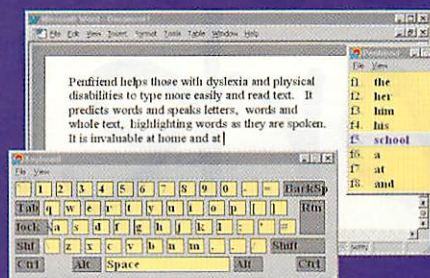 Microsoft Word - Document1
File Edit View Insert Format Tools Table Window Help
Penfriend helps those with dyslexia and physical
disabilities to type more easily and read text. It
predicts words and speaks letters, words and
whole text, highlighting words as they are spoken.
It is invaluable at home and at
Penfriend
File View
f1. the
f2. her
f3. him
f4. his
f5. school
f6. a
f7. at
f8. and
Keyboard
File View
` 1 2 3 4 5 6 7 8 9 0 - = BackSp
Tab q w e r t y u o p [ ] Rtn
lock a s d f g h j k l ; ' =
Shf z x c v b n m , . / Shift
Ctrl Alt Space Alt Ctrl